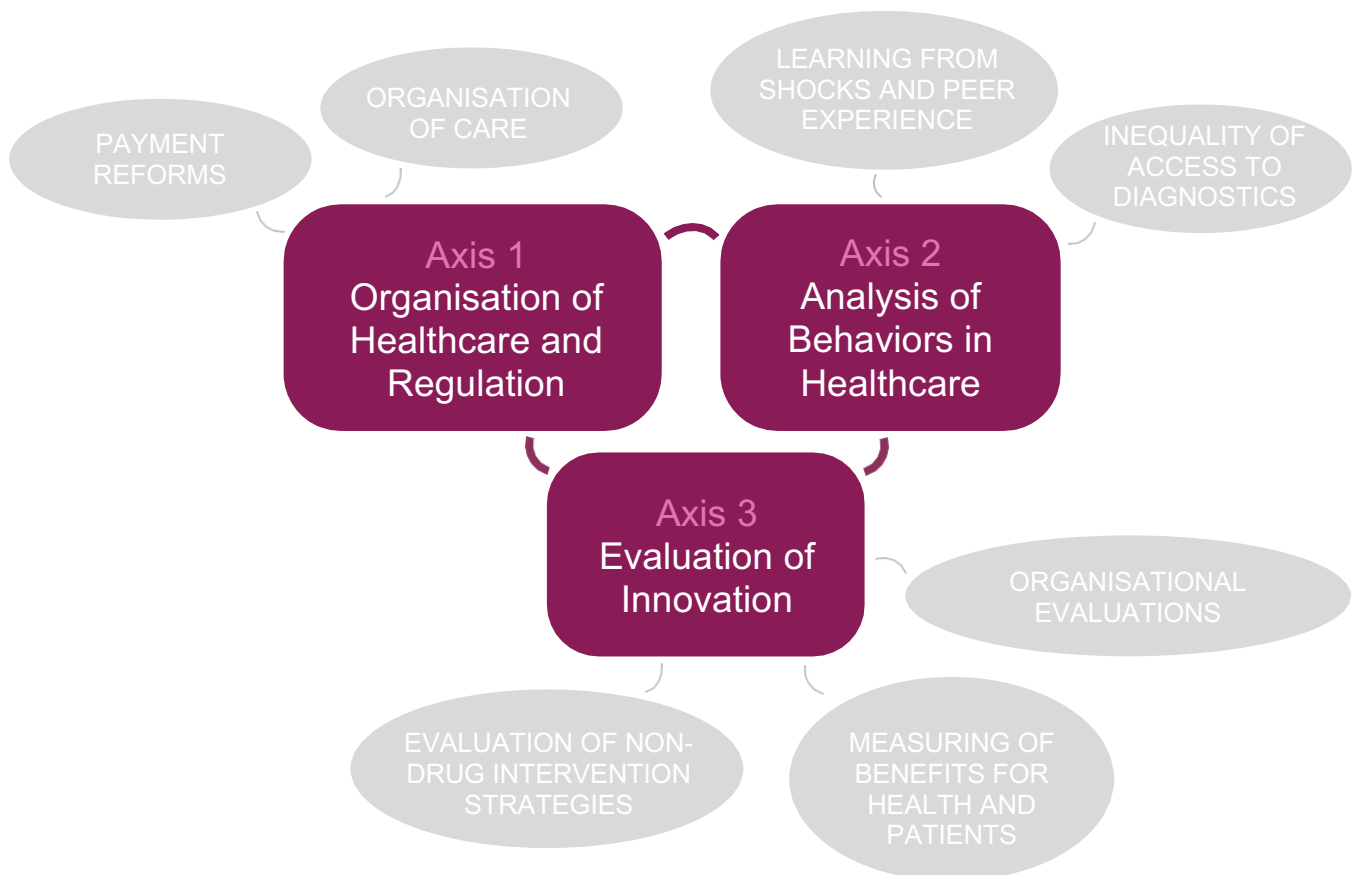 PAYMENT
REFORMS
ORGANISATION
OF CARE
LEARNING FROM
SHOCKS AND PEER
EXPERIENCE
INEQUALITY OF
ACCESS TO
DIAGNOSTICS
Axis 1
Organisation of
Healthcare and
Regulation
Axis 2
Analysis of
Behaviors in
Healthcare
Axis 3
Evaluation of
Innovation
ORGANISATIONAL
EVALUATIONS
EVALUATION OF NON-
DRUG INTERVENTION
STRATEGIES
MEASURING OF
BENEFITS FOR
HEALTH AND
PATIENTS